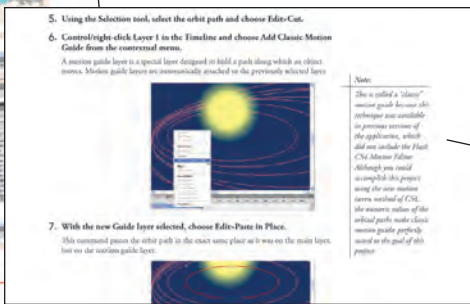 5. Using the Selection tool, select the orbit path and choose Edit>Cut.
6. Control/right-click Layer 1 in the Timeline and choose Add Classic Motion
Guide from the contextual menu.
A motion guide layer is a special layer designed to hold a path along which an object
moves. Motion guide layers are automatically attached to the previously selected layer
Note:
This is called a "classic"
motion guide because this
technique was available
in previous versions of
the application, which
did not include the Flash
CS4 Motion Editor.
Although you could
accomplish this project
using the new motion
tween method of CS4,
the numeric values of the
orbital paths make classic
motion guide perfectly
suited to the goal of this
project
7. With the new Guide layer selected, choose Edit>Paste in Place.
This command pastes the orbit path in the exact same place as it was on the main layer,
but on the motion guide layer.